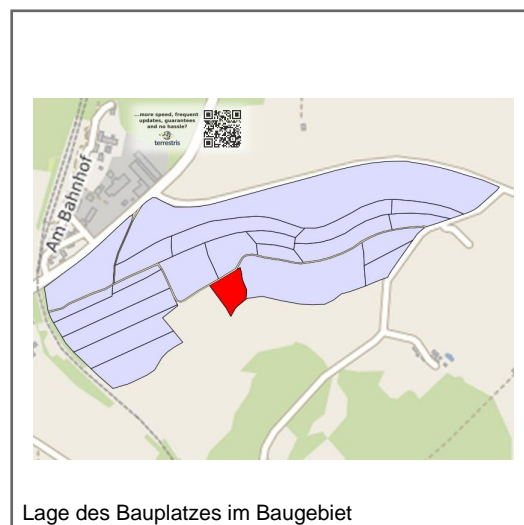 ...more speed, frequent
updates, guarantees
and no hassle?
terrestris
Am Bahnhof
Lage des Bauplatzes im Baugebiet